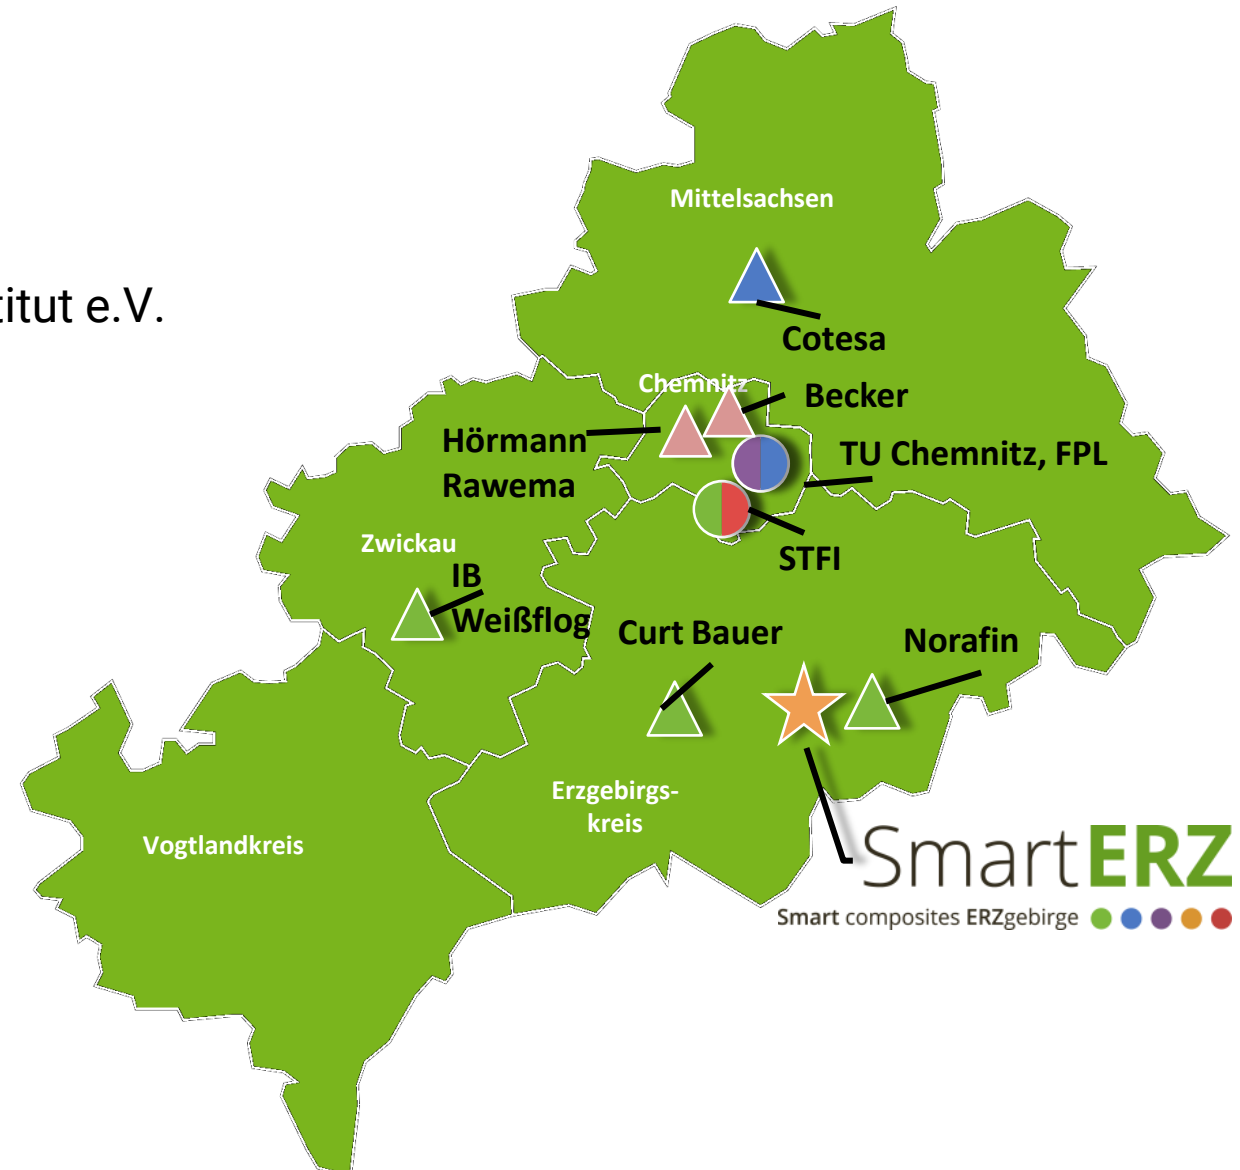 Mittelsachsen
titut e.V.
Cotesa
Chemnitz
Becker
Hörmann
Rawema
TU Chemnitz, FPL
Zwickau
STFI
IB
Weißflog
Curt Bauer
Norafin
Erzgebirgs-
kreis
Vogtlandkreis
SmartERZ
Smart composites ERZgebirge